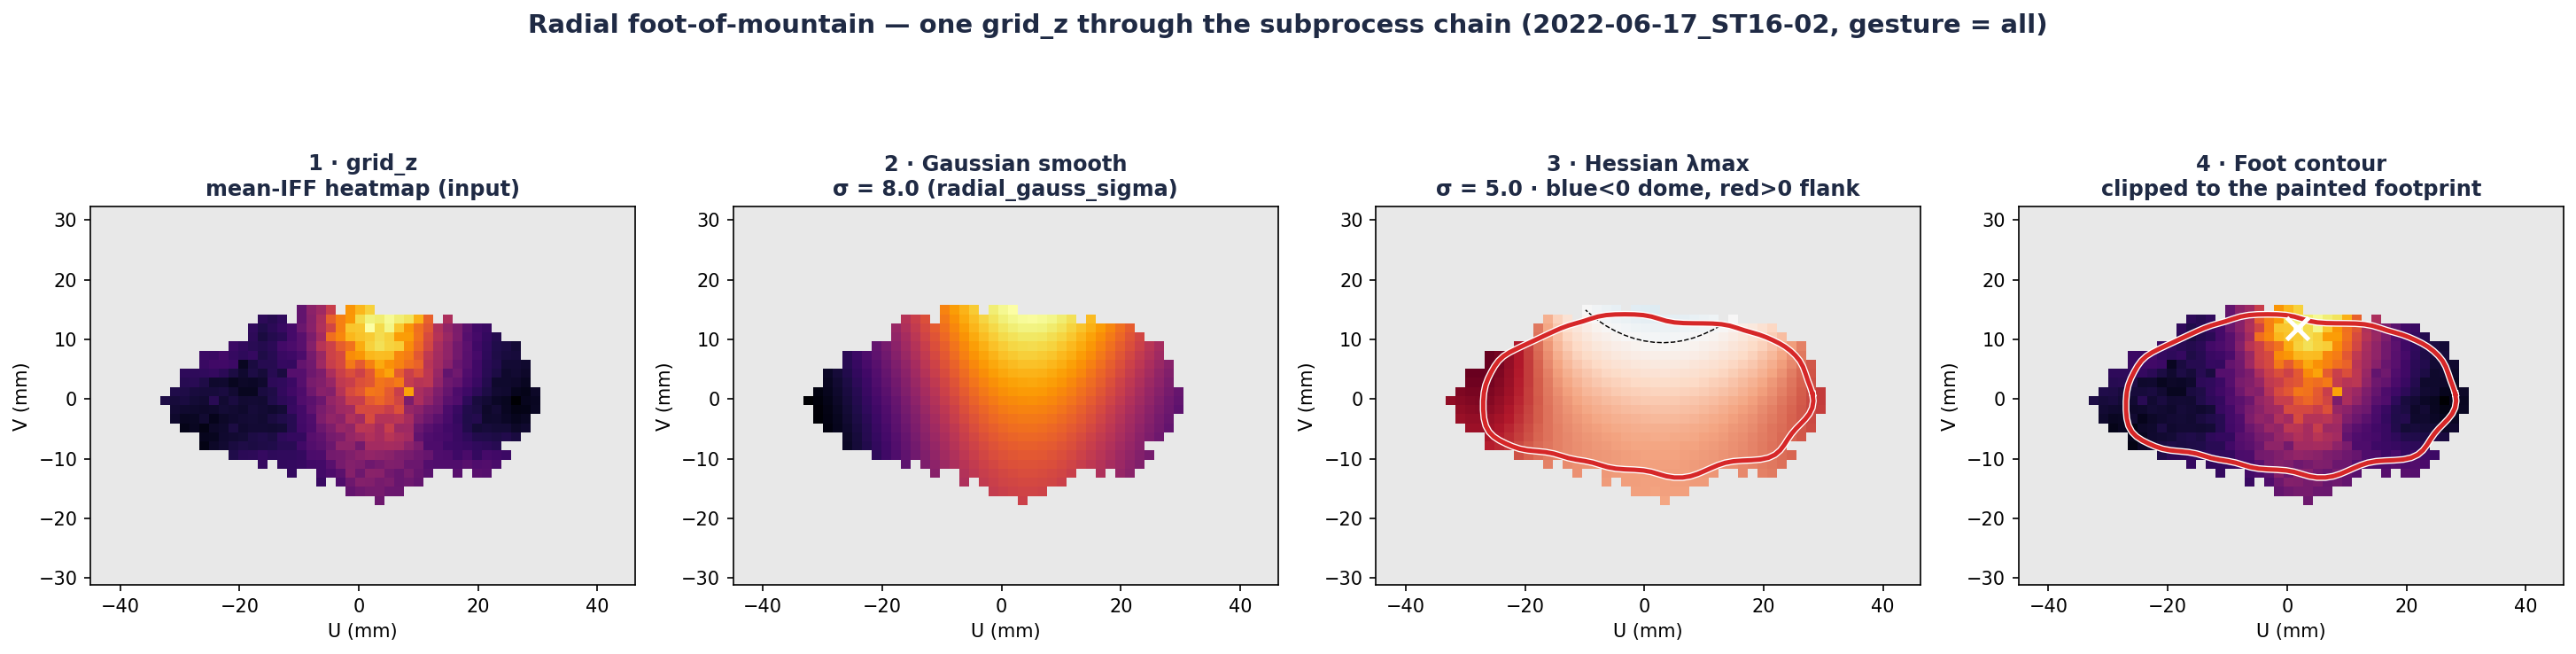 Radial foot-of-mountain — one grid_z through the subprocess chain (2022-06-17_ST16-02, gesture = all)
1 · grid_z
mean-IFF heatmap (input)
30
20
10
0
−10
−20
−30
V (mm)
−40
−20
0
20
40
U (mm)
2 · Gaussian smooth
σ = 8.0 (radial_gauss_sigma)
30
20
10
0
−10
−20
−30
V (mm)
−40
−20
0
20
40
U (mm)
3 · Hessian λmax
σ = 5.0 · blue<0 dome, red>0 flank
30
20
10
0
−10
−20
−30
V (mm)
−40
−20
0
20
40
U (mm)
4 · Foot contour
clipped to the painted footprint
30
20
10
0
−10
−20
−30
V (mm)
−40
−20
0
20
40
U (mm)